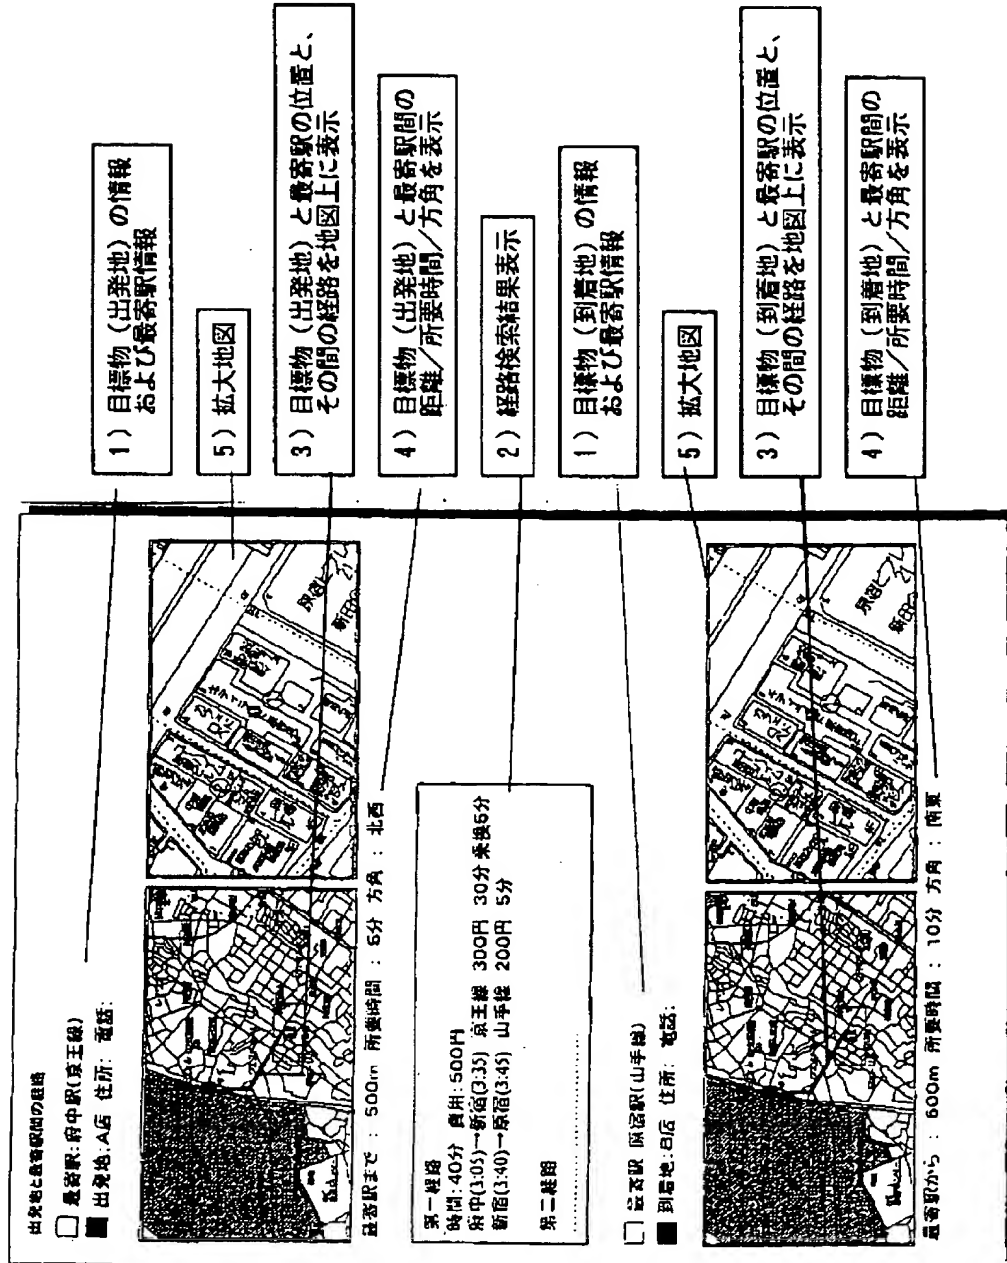 出発地と最寄駅間の経路
最寄駅:府中駅(京王線)
出発地:A店 住所: 電話:
最寄駅まで : 500m 所要時間 : 5分 方角 : 北西
第一経路
時間:40分 費用:500円
府中(3:05)→新宿(3:35) 京王線 300円 30分 乗換5分
新宿(3:40)→原宿(3:45) 山手線 200円 5分
第二経路
最寄駅 原宿駅(山手線)
到着地:B店 住所: 電話:
最寄駅から : 600m 所要時間 : 10分 方角 : 南東
1)目標物(出発地)の情報
および最寄駅情報
5)拡大地図
3)目標物(出発地)と最寄駅の位置と、
その間の経路を地図上に表示
4)目標物(出発地)と最寄駅間の
距離/所要時間/方角を表示
2)経路検索結果表示
1)目標物(到着地)の情報
および最寄駅情報
5)拡大地図
3)目標物(到着地)と最寄駅の位置と、
その間の経路を地図上に表示
4)目標物(到着地)と最寄駅間の
距離/所要時間/方角を表示